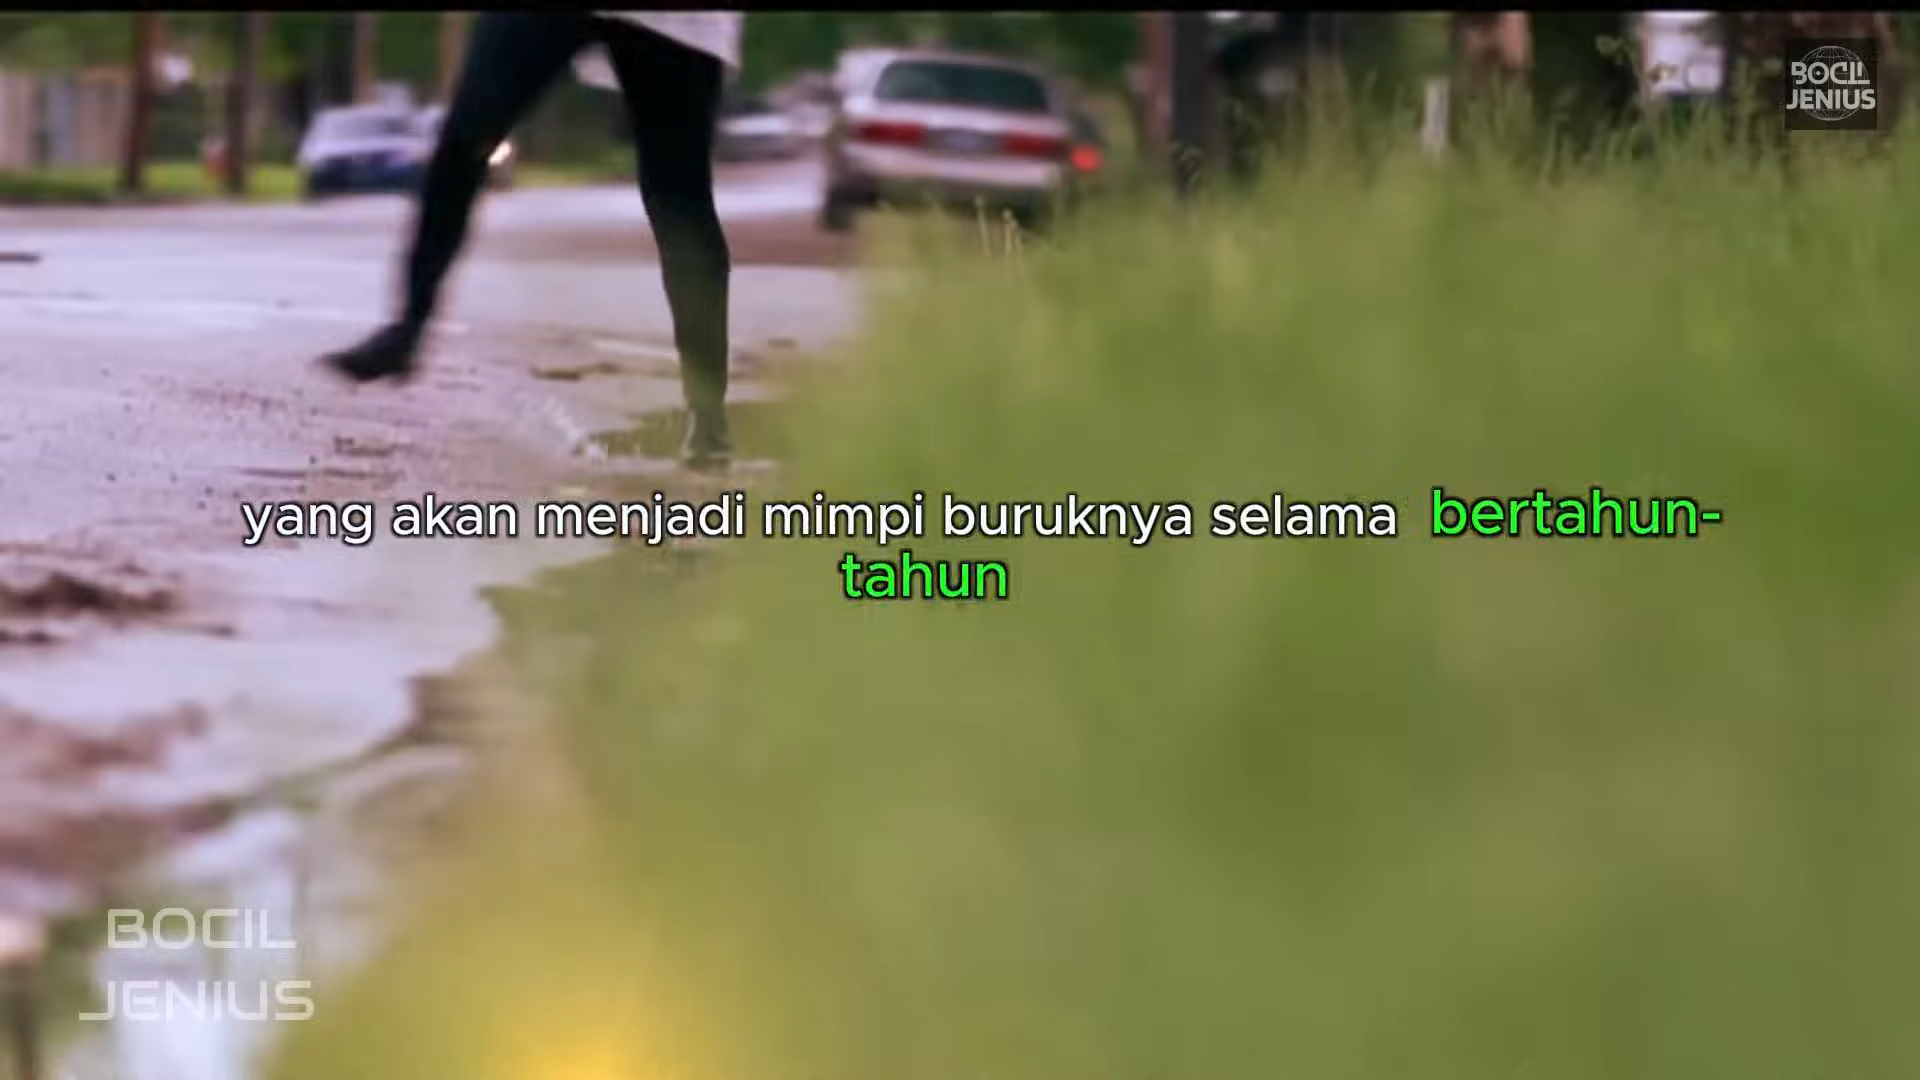 BOCIL
JENIUS
yang akan menjadi mimpi buruknya selama bertahun-
tahun
BOCIL
JENIUS